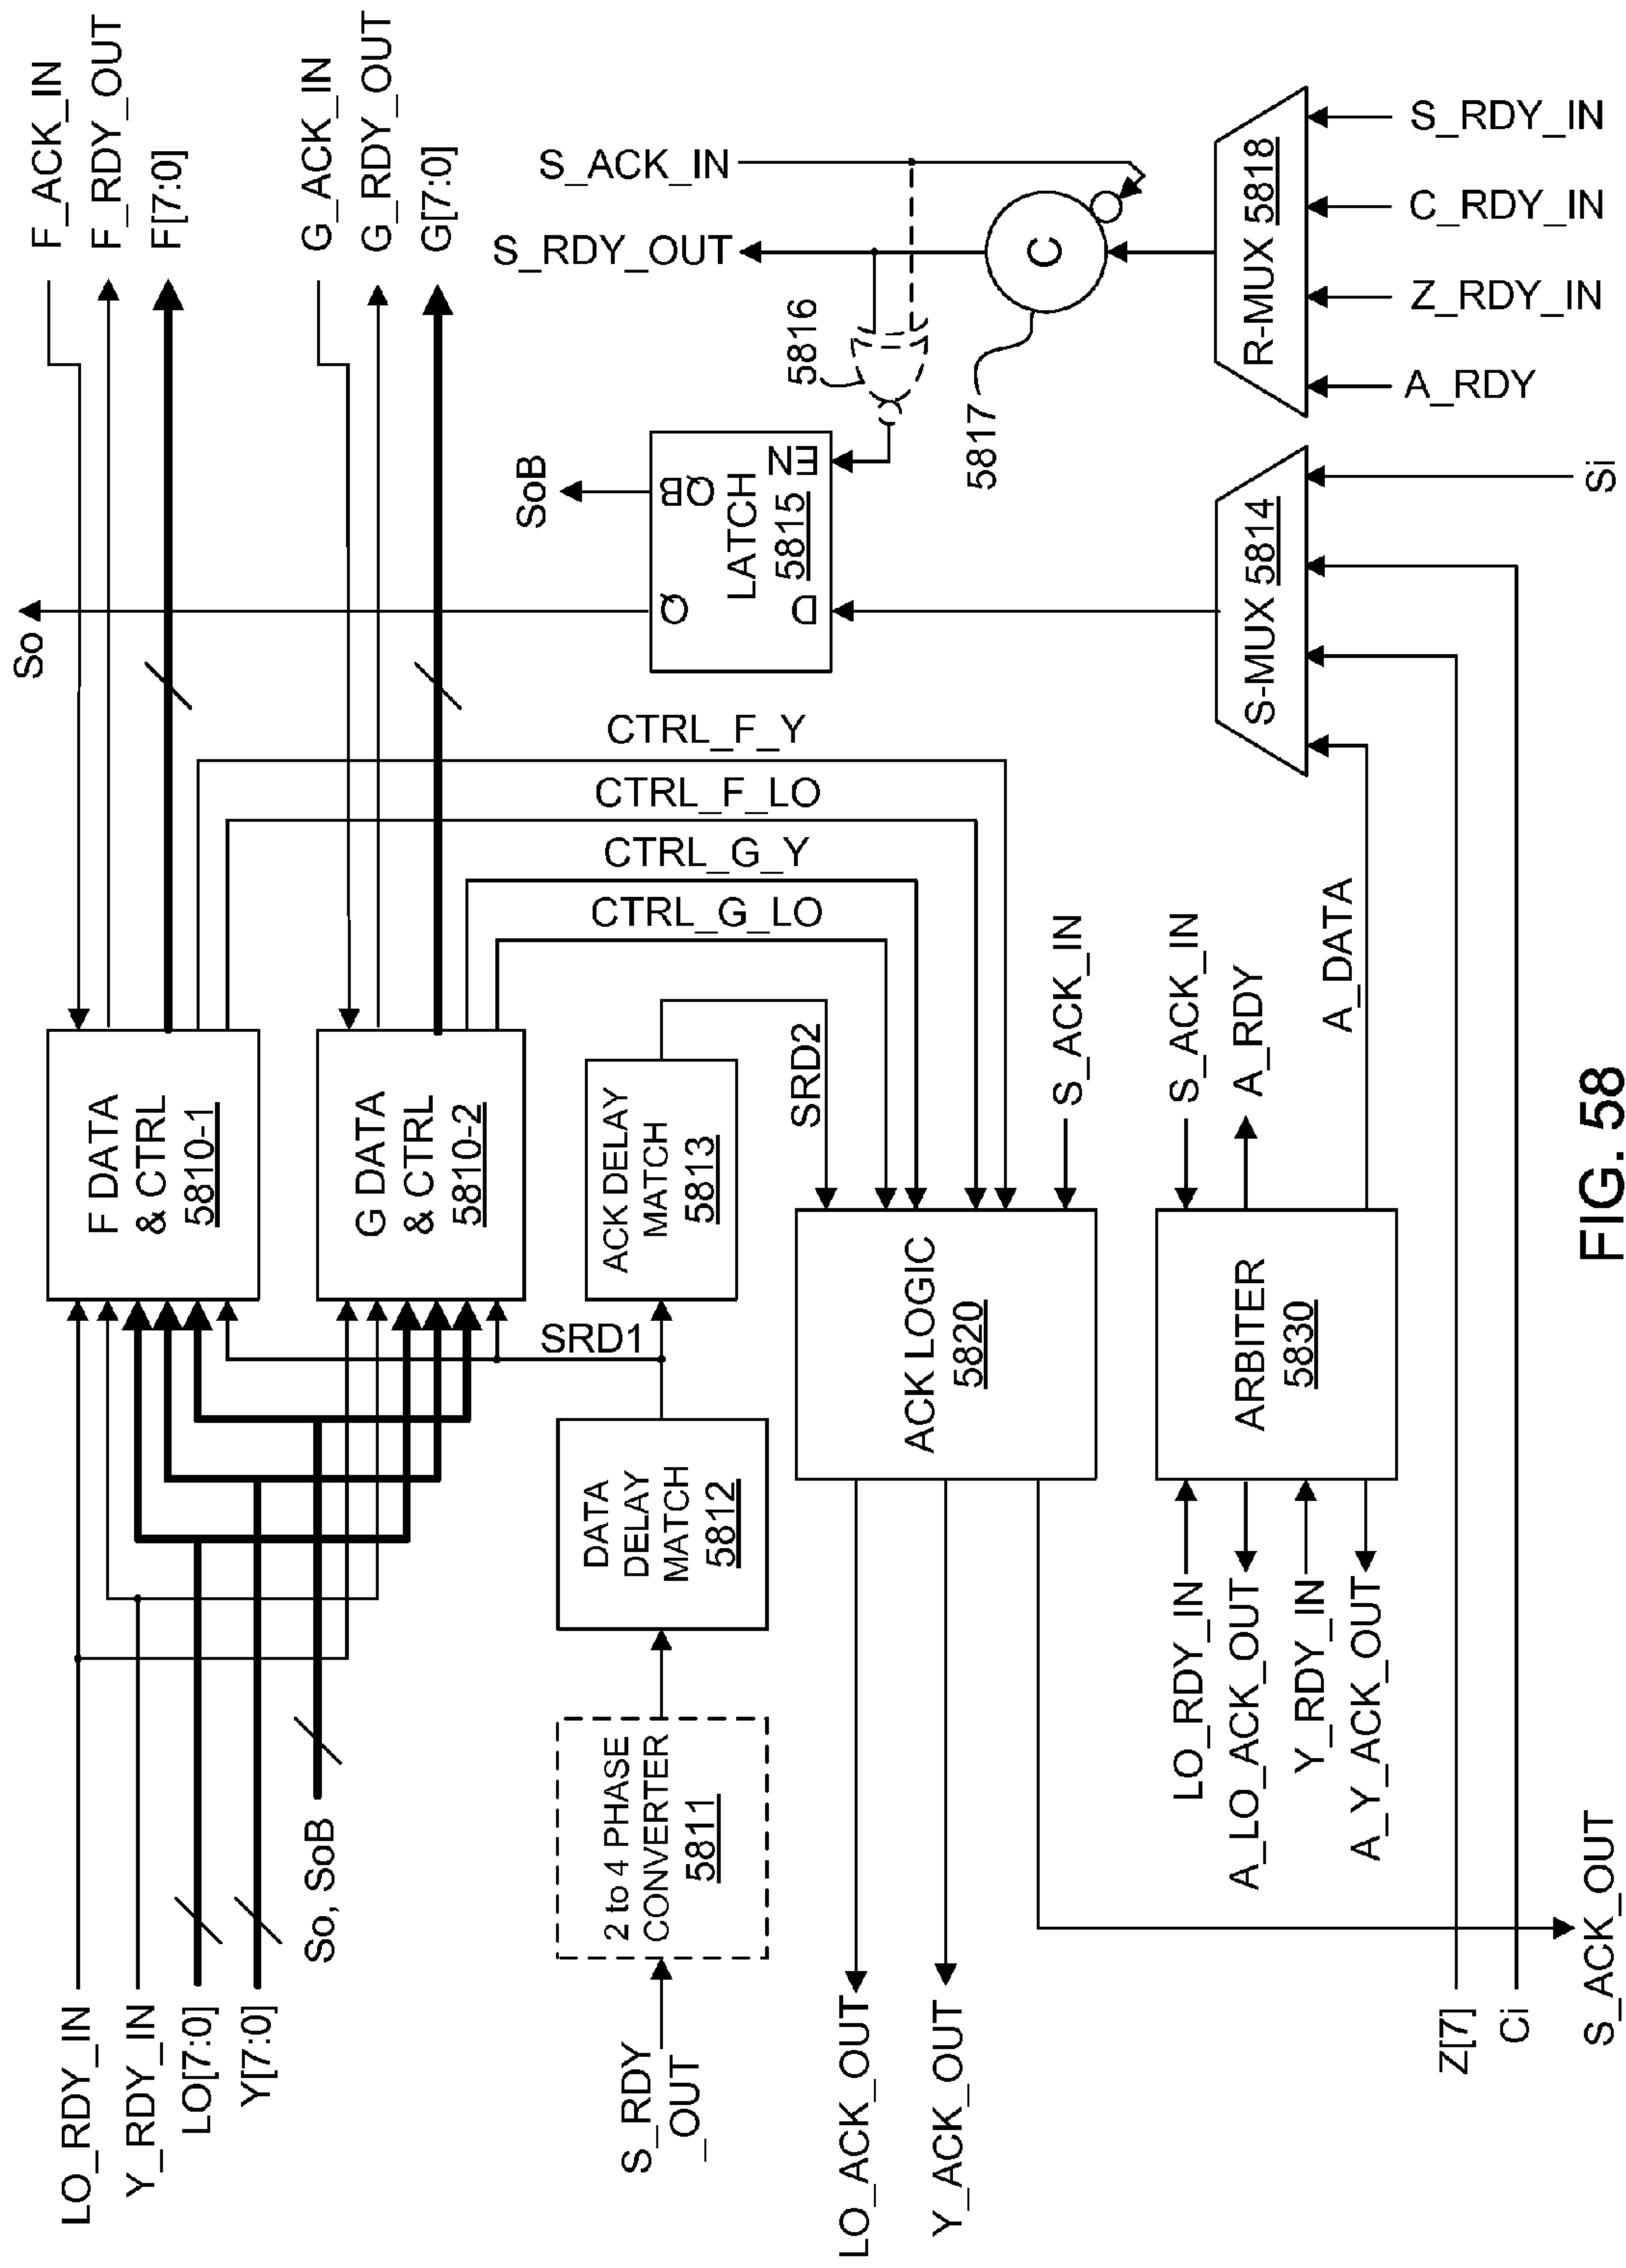 LO_RDY_IN
Y_RDY_IN
LO[7:0]
Y[7:0]
So, SoB
F DATA
& CTRL
5810-1
G DATA
& CTRL
5810-2
F_ACK_IN
F_RDY_OUT
F[7:0]
G_ACK_IN
G_RDY_OUT
G[7:0]
So
S_RDY
_OUT
2 to 4 PHASE
CONVERTER
5811
DATA
DELAY
MATCH
5812
SRD1
ACK DELAY
MATCH
5813
SRD2
CTRL_F_Y
CTRL_F_LO
CTRL_G_Y
CTRL_G_LO
LO_ACK_OUT
Y_ACK_OUT
ACK LOGIC
5820
S_ACK_IN
LO_RDY_IN
A_LO_ACK_OUT
Y_RDY_IN
A_Y_ACK_OUT
ARBITER
5830
S_ACK_IN
A_RDY
A_DATA
SoB
Q
QB
LATCH
5815
D
EN
5816
S_RDY_OUT
S_ACK_IN
C
5817
S-MUX 5814
R-MUX 5818
Z[7]
Ci
S_ACK_OUT
Si
A_RDY
Z_RDY_IN
C_RDY_IN
S_RDY_IN
FIG. 58